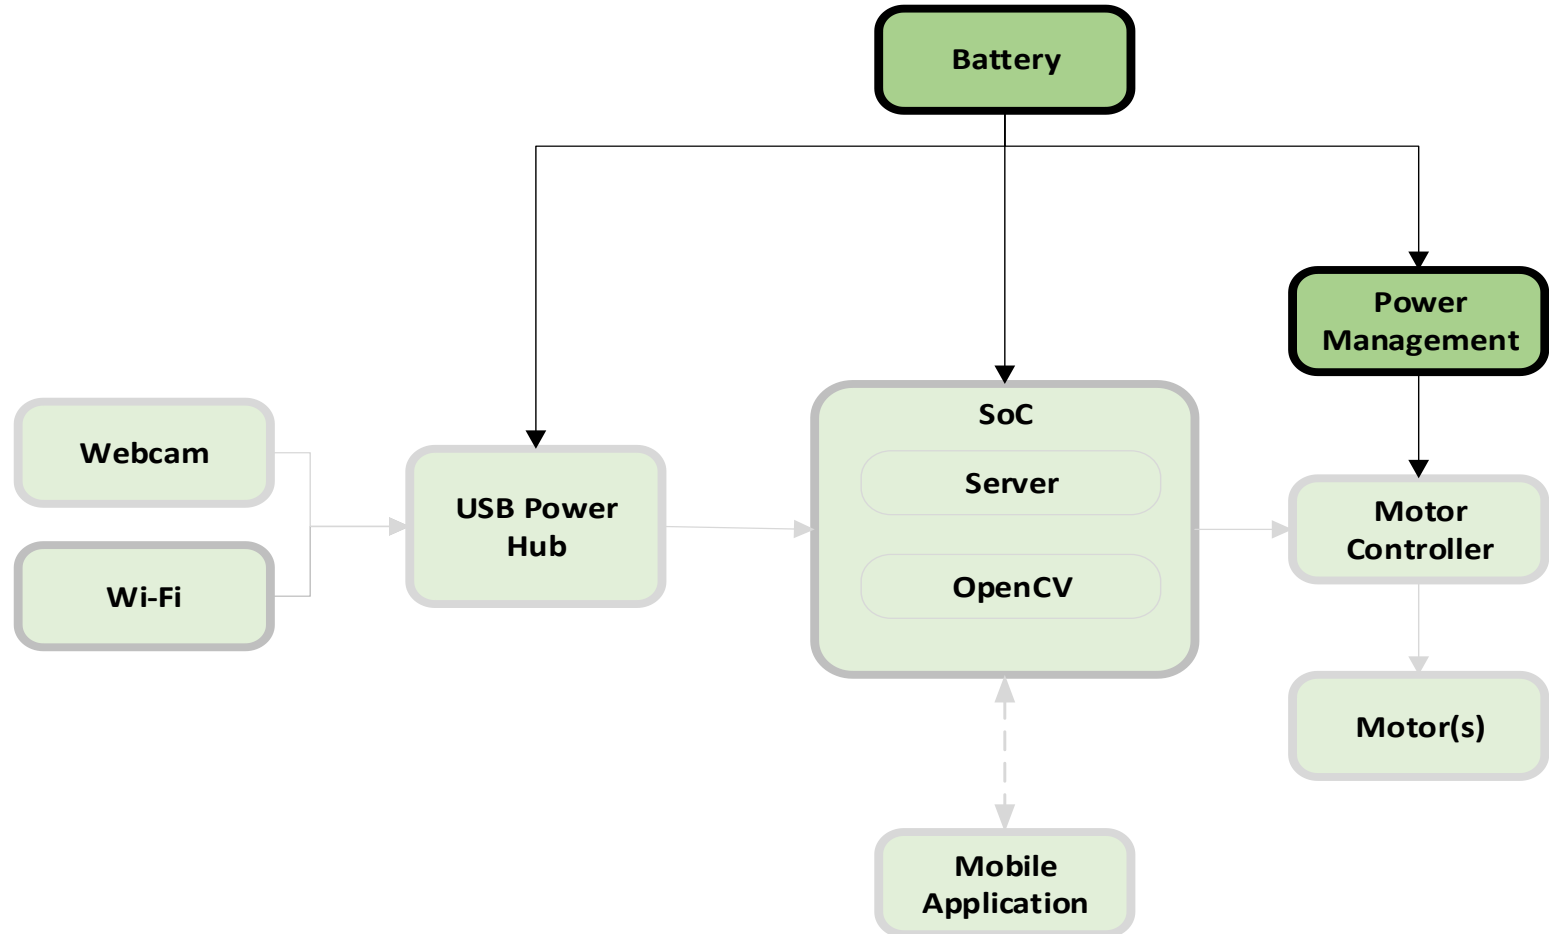 Battery
Power
Management
Webcam
Wi-Fi
USB Power
Hub
SoC
Server
OpenCV
Motor
Controller
Motor(s)
Mobile
Application